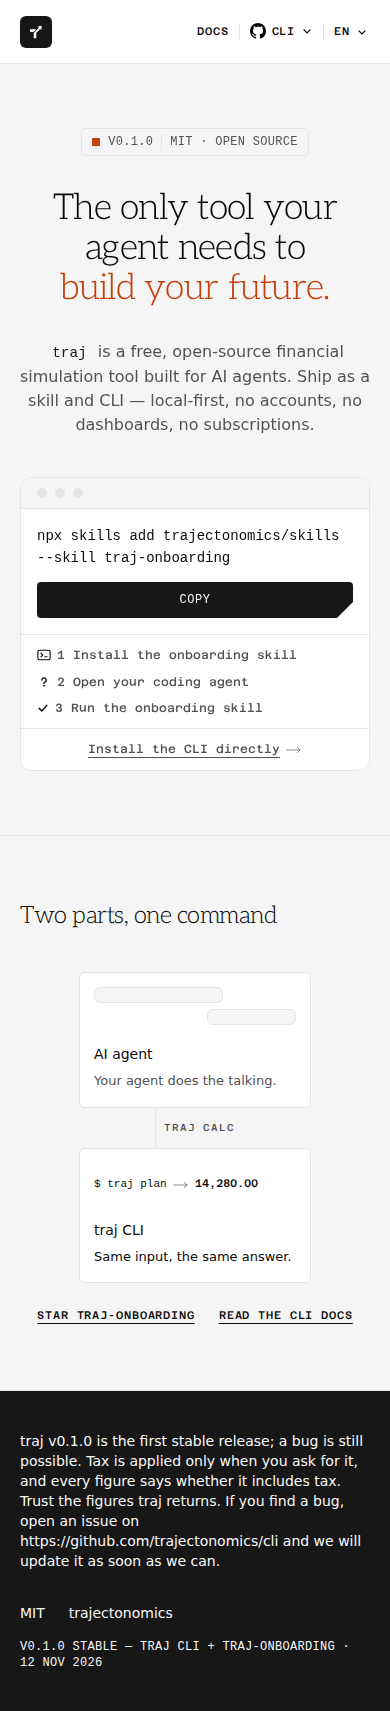 DOCS CLI EN
V0.1.0 MIT · OPEN SOURCE
The only tool your
agent needs to
build your future.
traj is a free, open-source financial
simulation tool built for AI agents. Ship as a
skill and CLI — local-first, no accounts, no
dashboards, no subscriptions.
npx skills add trajectonomics/skills
--skill traj-onboarding
COPY
1 Install the onboarding skill
? 2 Open your coding agent
3 Run the onboarding skill
Install the CLI directly →
Two parts, one command
AI agent
Your agent does the talking.
TRAJ CALC
$ traj plan → 14,280.00
traj CLI
Same input, the same answer.
STAR TRAJ-ONBOARDING READ THE CLI DOCS
traj v0.1.0 is the first stable release; a bug is still
possible. Tax is applied only when you ask for it,
and every figure says whether it includes tax.
Trust the figures traj returns. If you find a bug,
open an issue on
https://github.com/trajectonomics/cli and we will
update it as soon as we can.
MIT trajectonomics
V0.1.0 STABLE — TRAJ CLI + TRAJ-ONBOARDING ·
12 NOV 2026